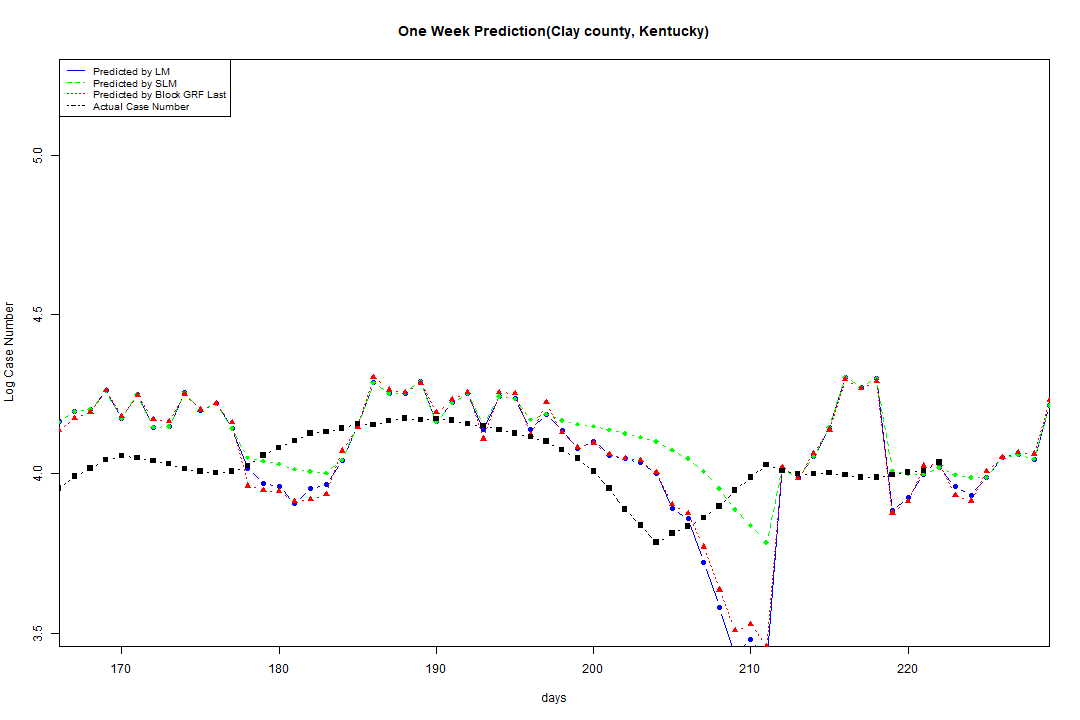 One Week Prediction(Clay county, Kentucky)
Predicted by LM
Predicted by SLM
Predicted by Block GRF Last
Actual Case Number
5.0
4.5
4.0
3.5
Log Case Number
170 180 190 200 210 220
days